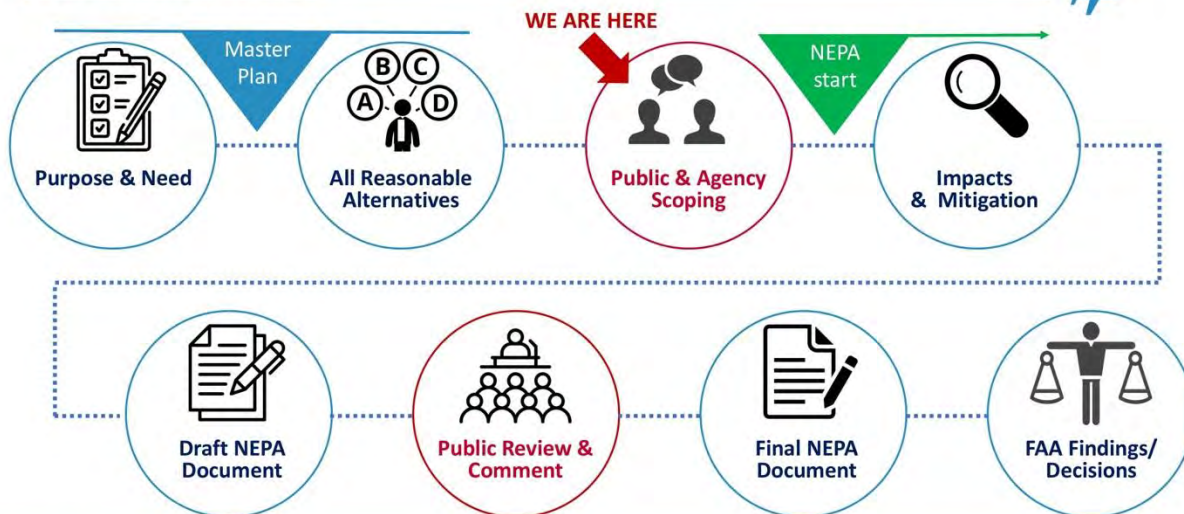 WE ARE HERE
Master
Plan
NEPA
start
B C
A D
Purpose & Need
All Reasonable
Alternatives
Public & Agency
Scoping
Impacts
& Mitigation
Draft NEPA
Document
Public Review &
Comment
Final NEPA
Document
FAA Findings/
Decisions